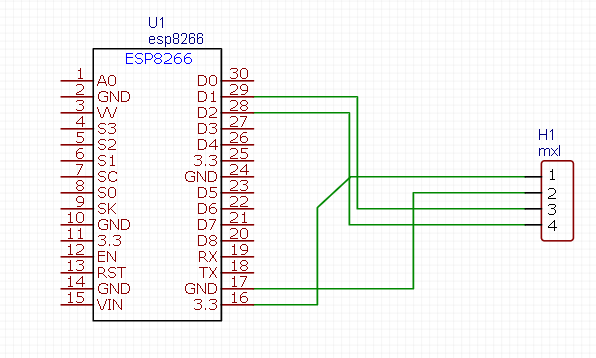 U1
esp8266
ESP8266
1 A0 D0 30
2 GND D1 29
3 VV D2 28
4 S3 D3 27
5 S2 D4 26
6 S1 3.3 25
7 SC GND 24
8 S0 D5 23
9 SK D6 22
10 GND D7 21
11 3.3 D8 20
12 EN RX 19
13 RST TX 18
14 GND GND 17
15 VIN 3.3 16
H1
mxl
1
2
3
4